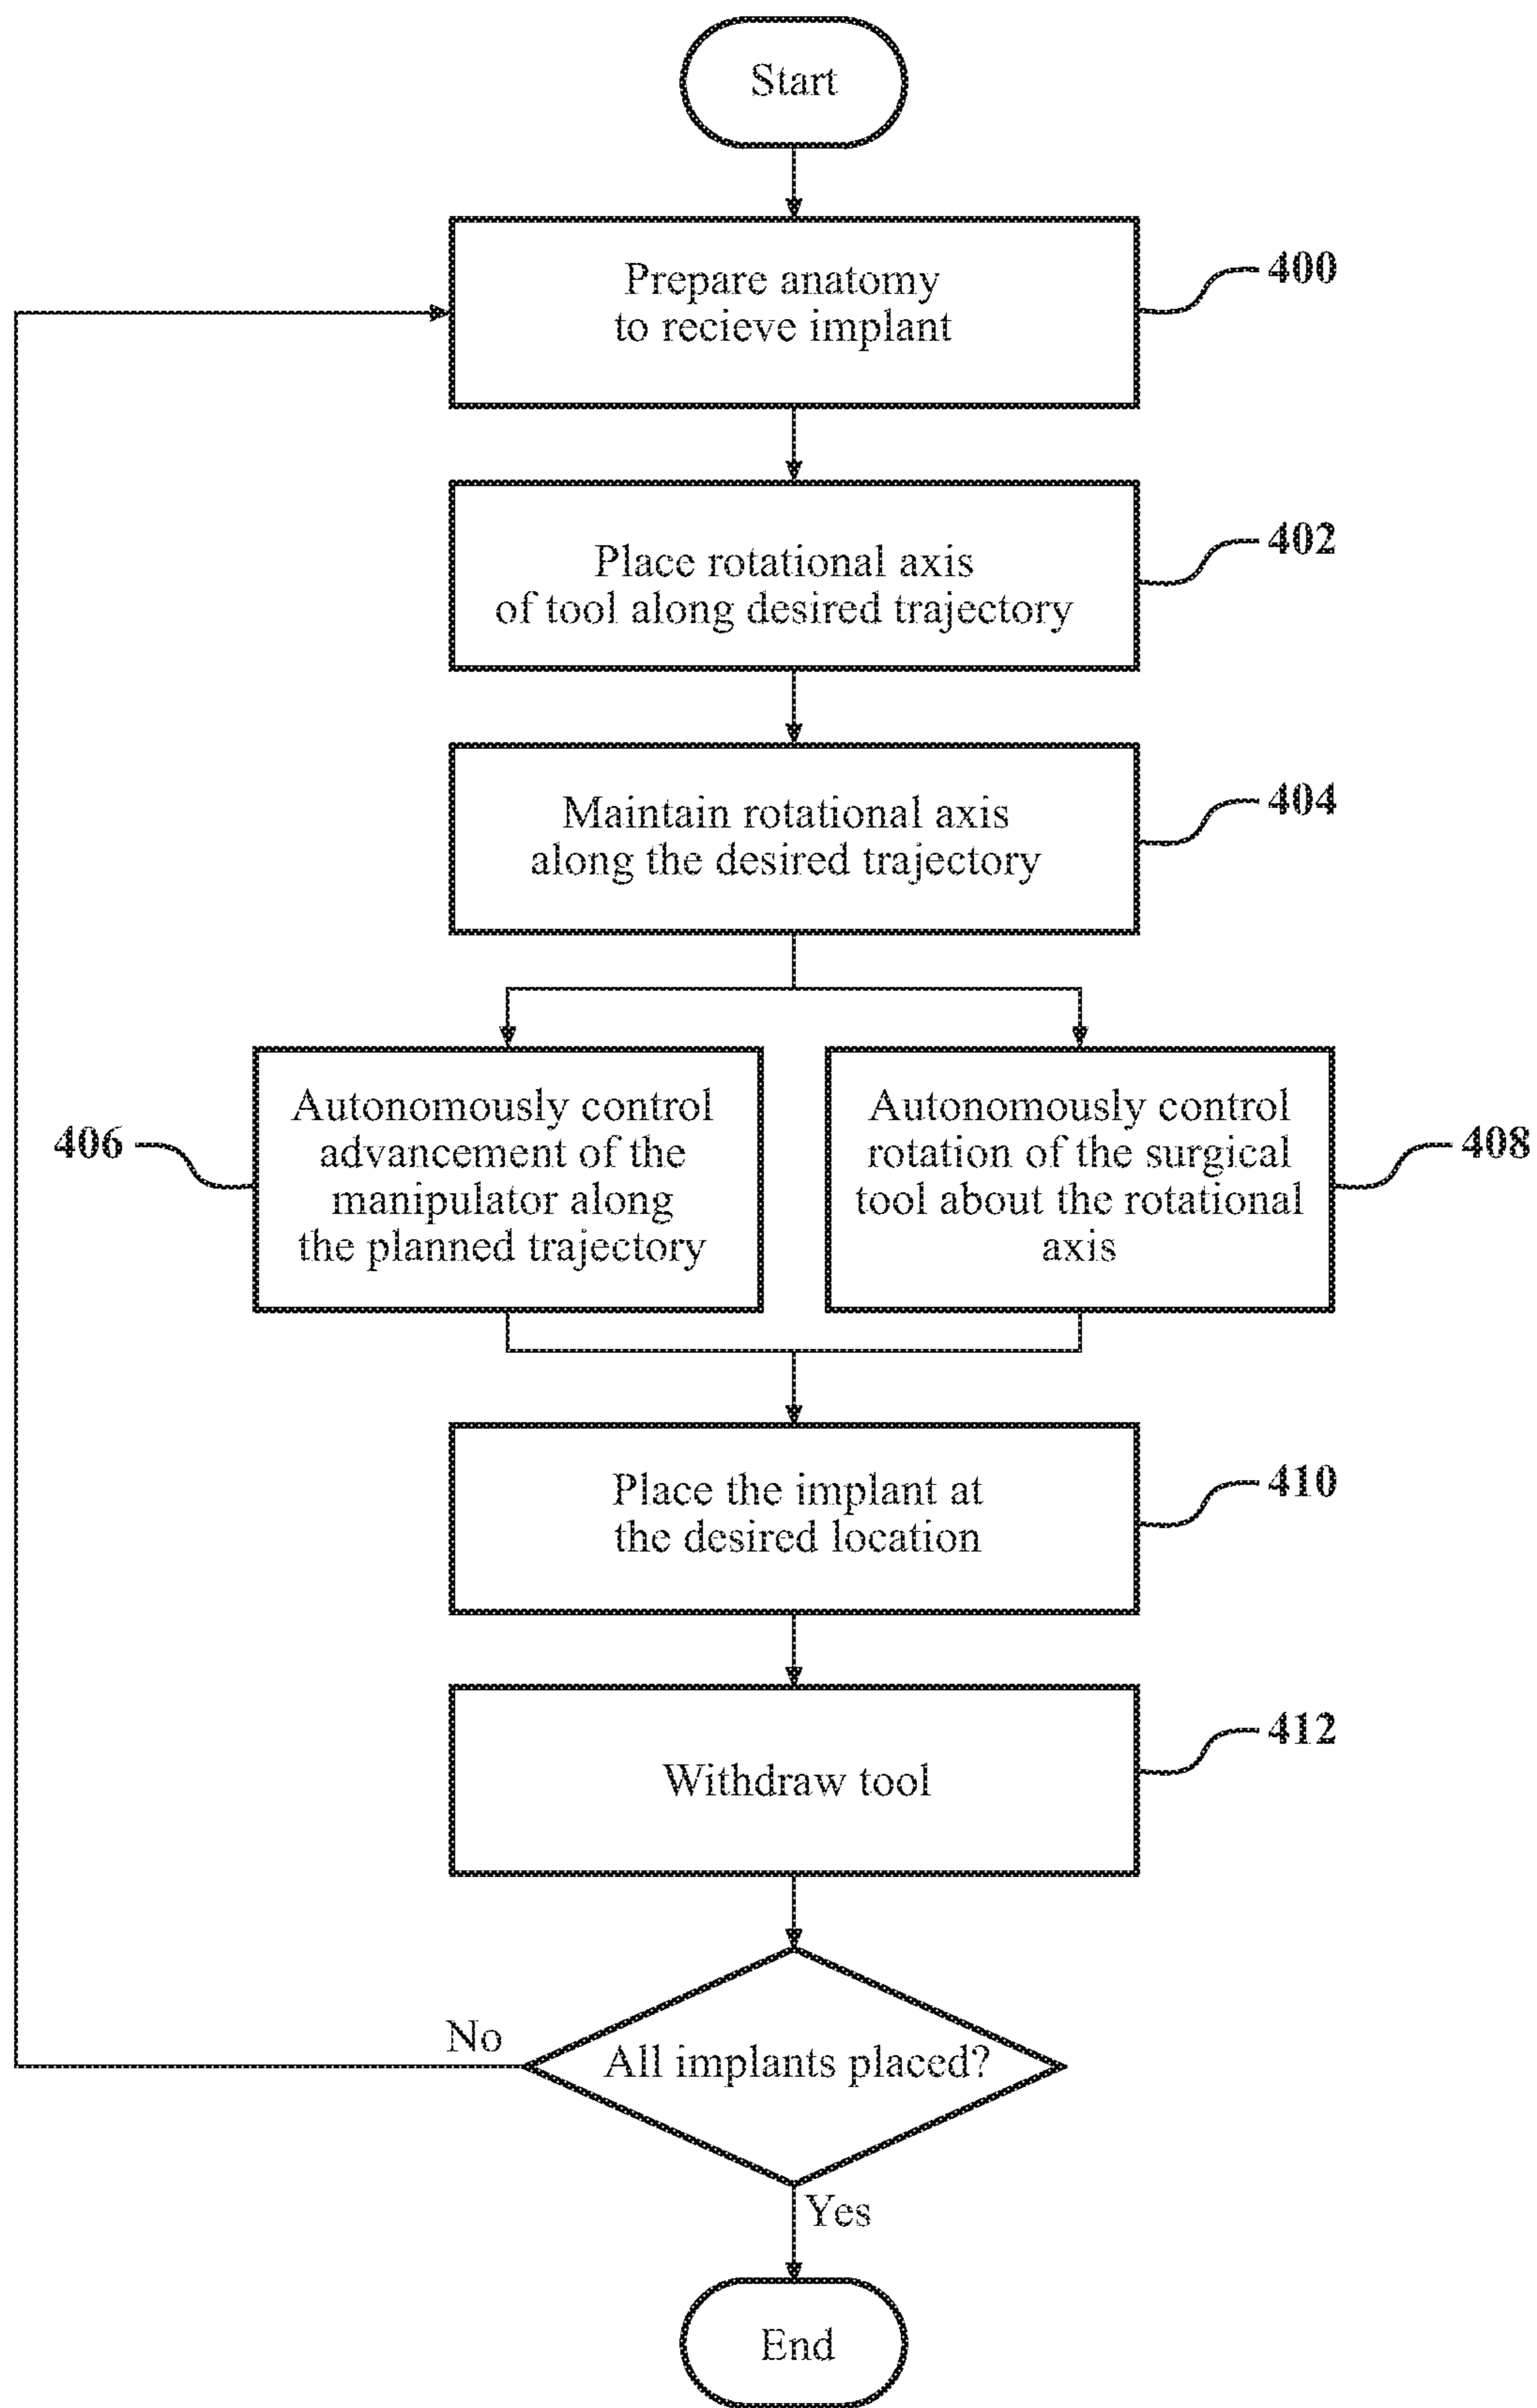 Start
Prepare anatomy
to recieve implant
400
Place rotational axis
of tool along desired trajectory
402
Maintain rotational axis
along the desired trajectory
404
406
Autonomously control
advancement of the
manipulator along
the planned trajectory
Autonomously control
rotation of the surgical
tool about the rotational
axis
408
Place the implant at
the desired location
410
Withdraw tool
412
All implants placed?
No
Yes
End